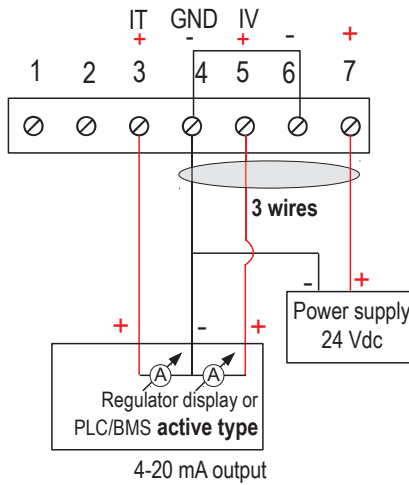 IT GND IV
+ - + - +
1 2 3 4 5 6 7
3 wires
- +
Power supply
24 Vdc
+ - +
A A
Regulator display or
PLC/BMS active type
4-20 mA output